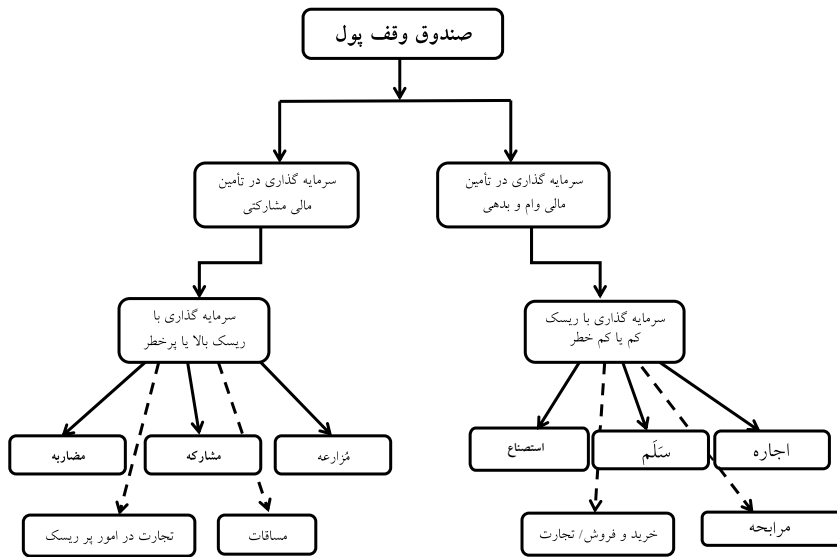 صندوق وقف پول
سرمایه گذاری در تأمین
مالی وام و بدهی
سرمایه گذاری در تأمین
مالی مشارکتی
سرمایه گذاری با ریسک
کم یا کم خطر
سرمایه گذاری با
ریسک بالا یا پرخطر
اجاره
سَلَم
استصناع
مُزارعه
مشارکه
مضاربه
مرابحه
خرید و فروش/ تجارت
مساقات
تجارت در امور پر ریسک